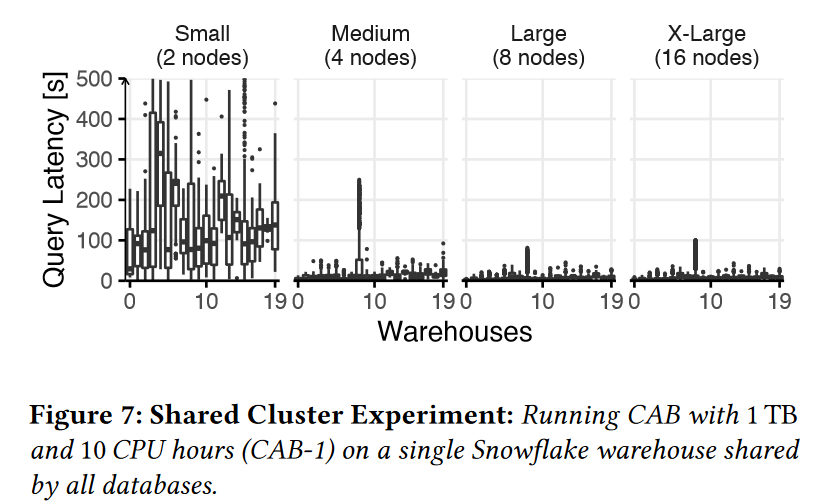 Small
(2 nodes)
Medium
(4 nodes)
Large
(8 nodes)
X-Large
(16 nodes)
Query Latency [s]
500
400
300
200
100
0
0 10 19
0 10 19
0 10 19
0 10 19
Warehouses
Figure 7: Shared Cluster Experiment: Running CAB with 1 TB
and 10 CPU hours (CAB-1) on a single Snowflake warehouse shared
by all databases.